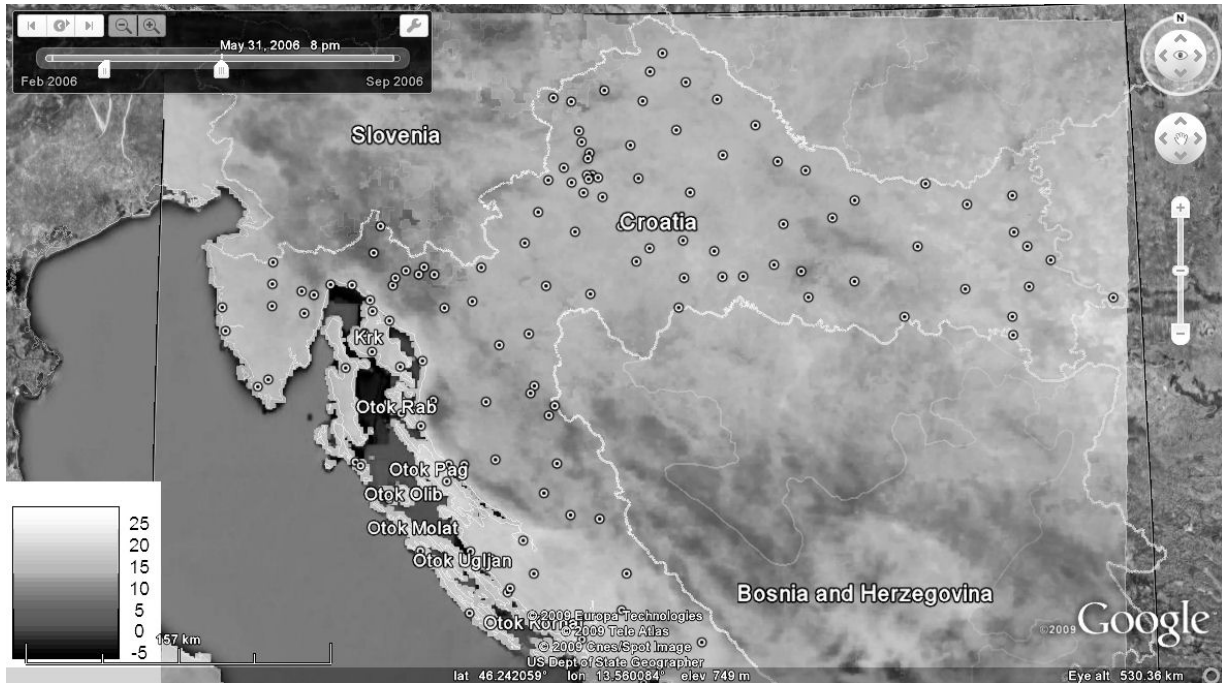 May 31, 2006 8 pm
Feb 2006
Sep 2006
N
Slovenia
Croatia
Krk
Otok Rab
Otok Pag
Otok Olib
Otok Molat
Otok Ugljan
Otok Kornat
Bosnia and Herzegovina
25
20
15
10
5
0
-5
157 km
© 2009 Europa Technologies
© 2009 Tele Atlas
© 2009 Cnes/Spot Image
US Dept of State Geographer
©2009 Google
lat 46.242059° lon 13.560084° elev 749 m
Eye alt 530.36 km